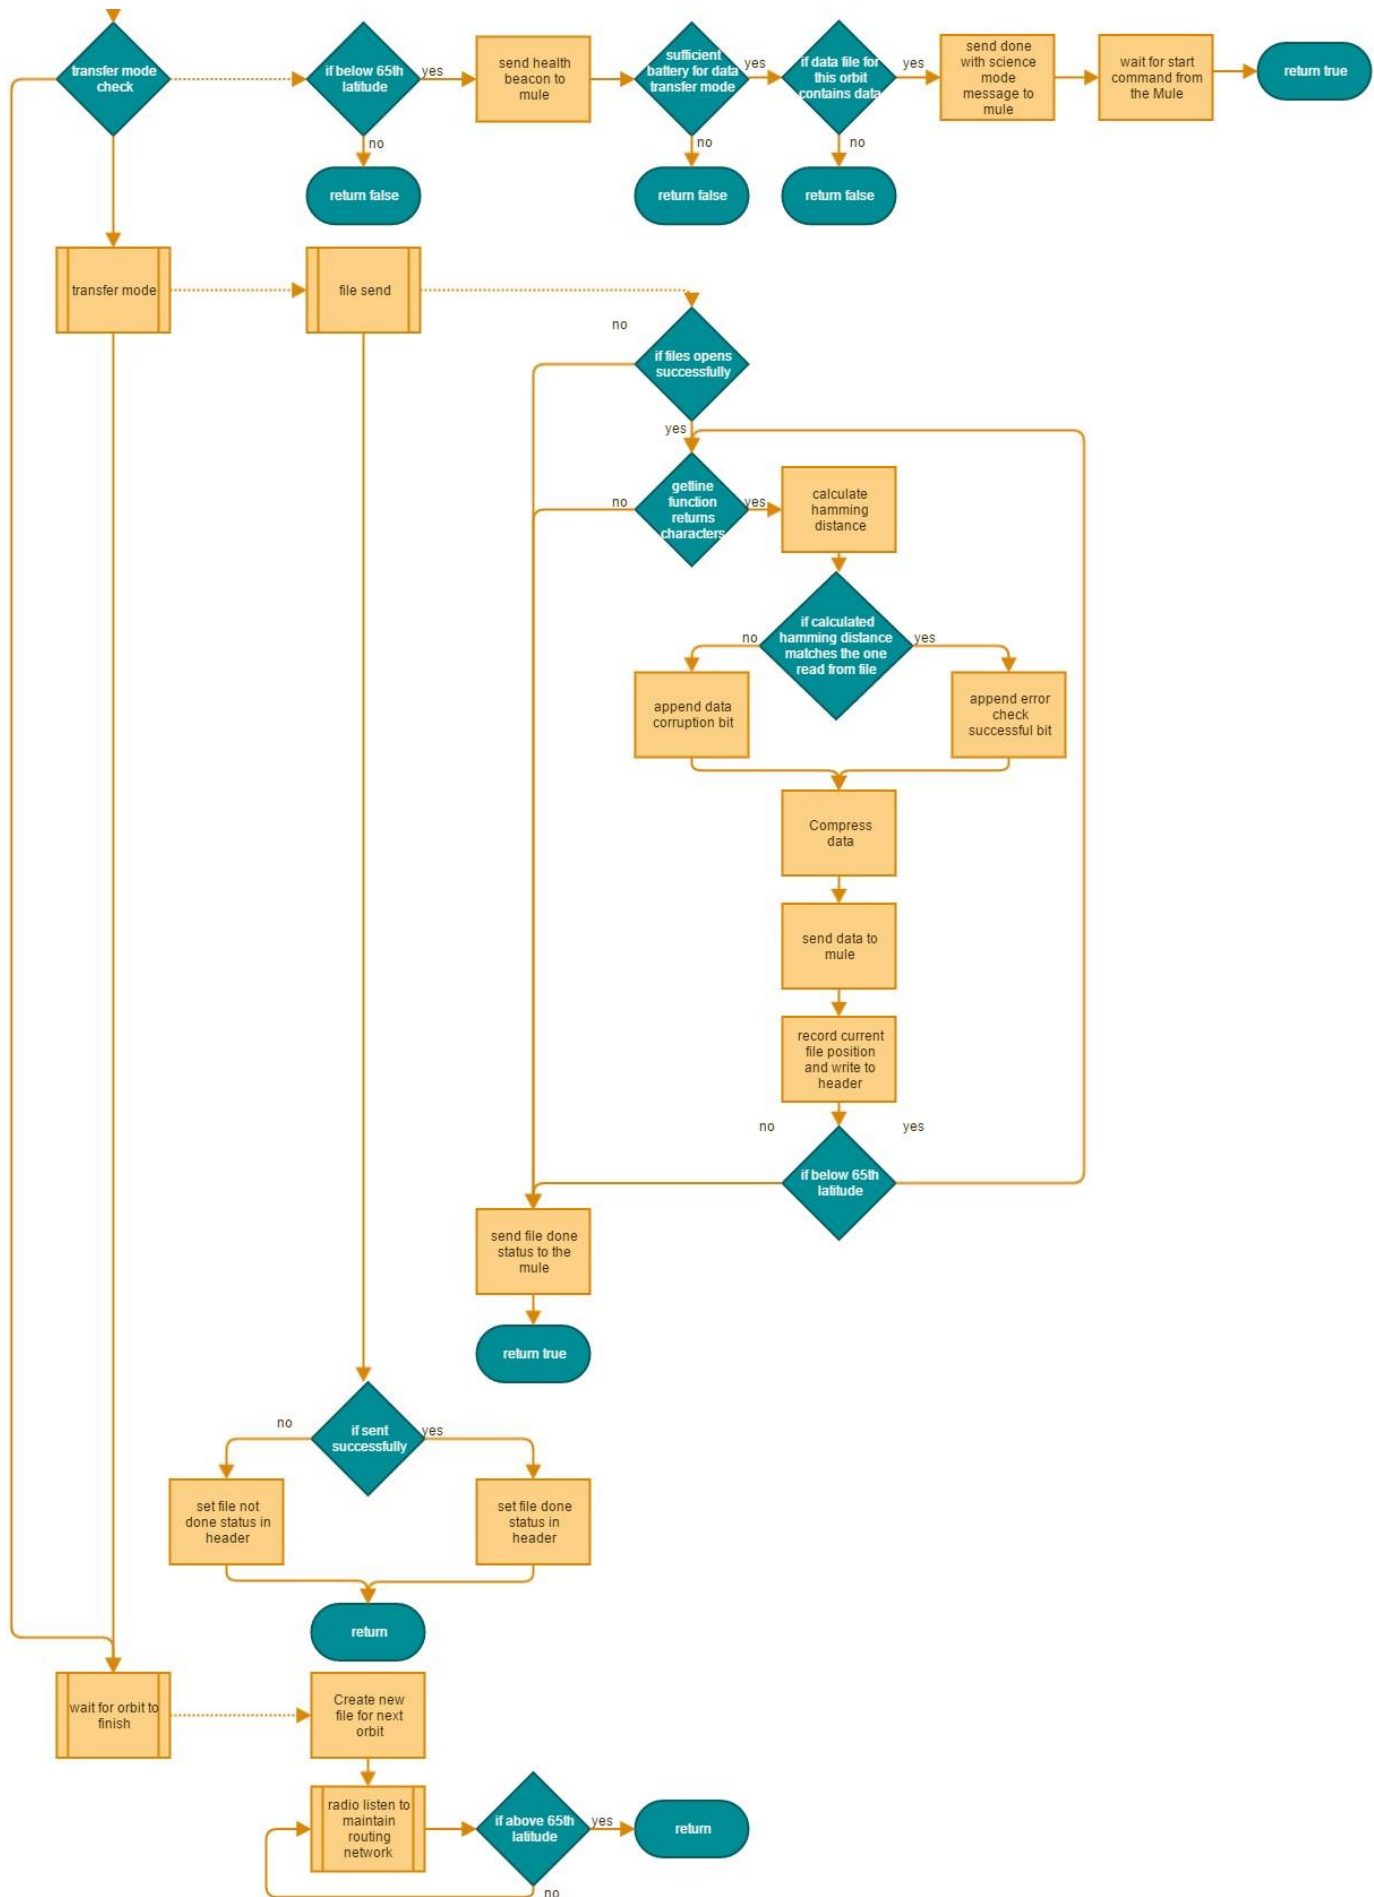 transfer mode
check
if below 65th
latitude
yes
send health
beacon to
mule
sufficient
battery for data
transfer mode
yes
if data file for
this orbit
contains data
yes
send done
with science
mode
message to
mule
wait for start
command from
the Mule
return true
no
return false
no
return false
no
return false
transfer mode
file send
no
if files opens
successfully
yes
no
getline
function
returns
characters
yes
calculate
hamming
distance
if calculated
hamming distance
matches the one
read from file
no
yes
append data
corruption bit
append error
check
successful bit
Compress
data
send data to
mule
record current
file position
and write to
header
no
yes
if below 65th
latitude
send file done
status to the
mule
return true
no
if sent
successfully
yes
set file not
done status in
header
set file done
status in
header
return
wait for orbit to
finish
Create new
file for next
orbit
radio listen to
maintain
routing
network
if above 65th
latitude
yes
return
no